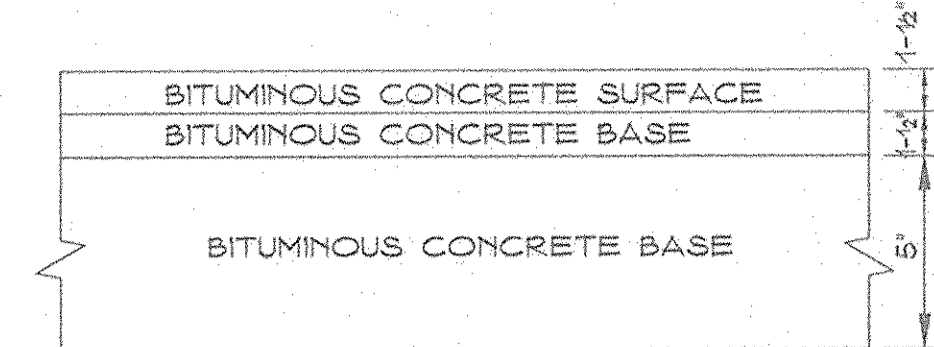 1-½"
BITUMINOUS CONCRETE SURFACE
BITUMINOUS CONCRETE BASE
1-½"
BITUMINOUS CONCRETE BASE
5"